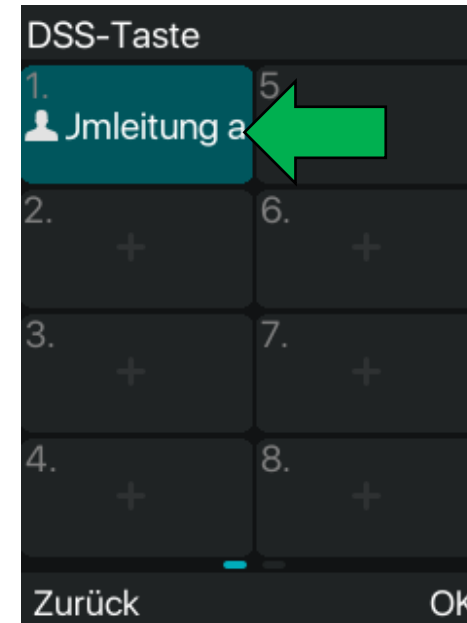 DSS-Taste
1.
Jmleitung a
5
2.
6.
3.
7.
4.
8.
Zurück
OK